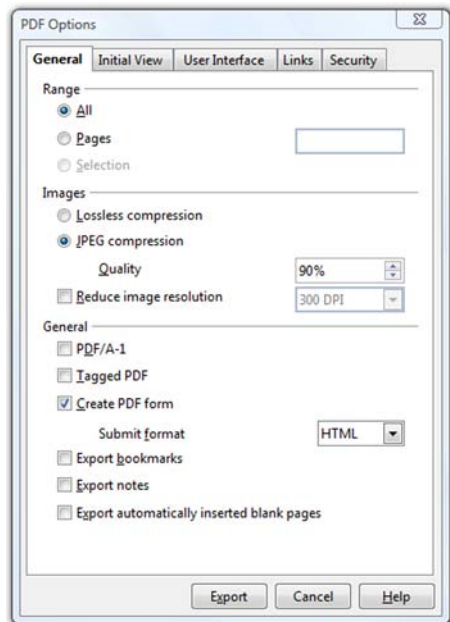 PDF Options
General Initial View User Interface Links Security
Range
All
Pages
Selection
Images
Lossless compression
JPEG compression
Quality 90%
Reduce image resolution 300 DPI
General
PDF/A-1
Tagged PDF
Create PDF form
Submit format HTML
Export bookmarks
Export notes
Export automatically inserted blank pages
Export Cancel Help